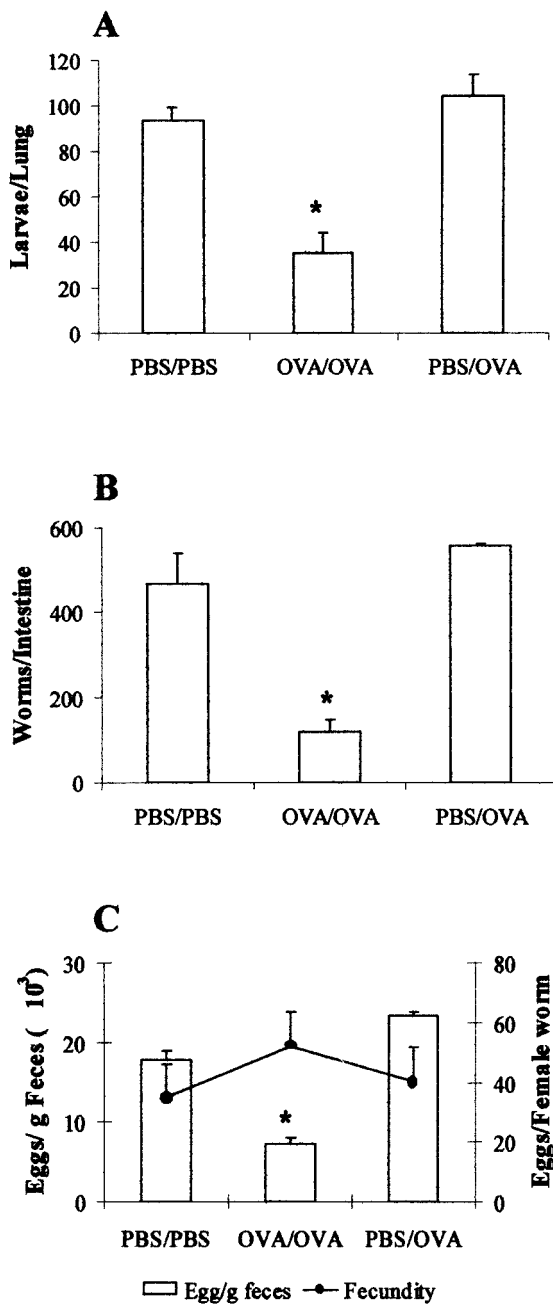 A
Larvae/Lung
120
100
80
60
40
20
0
*
PBS/PBS OVA/OVA PBS/OVA
B
Worms/Intestine
600
400
200
0
*
PBS/PBS OVA/OVA PBS/OVA
C
Eggs/ g Feces ( 10³)
30
20
10
0
*
80
60
40
20
0
Eggs/Female worm
PBS/PBS OVA/OVA PBS/OVA
Egg/g feces Fecundity